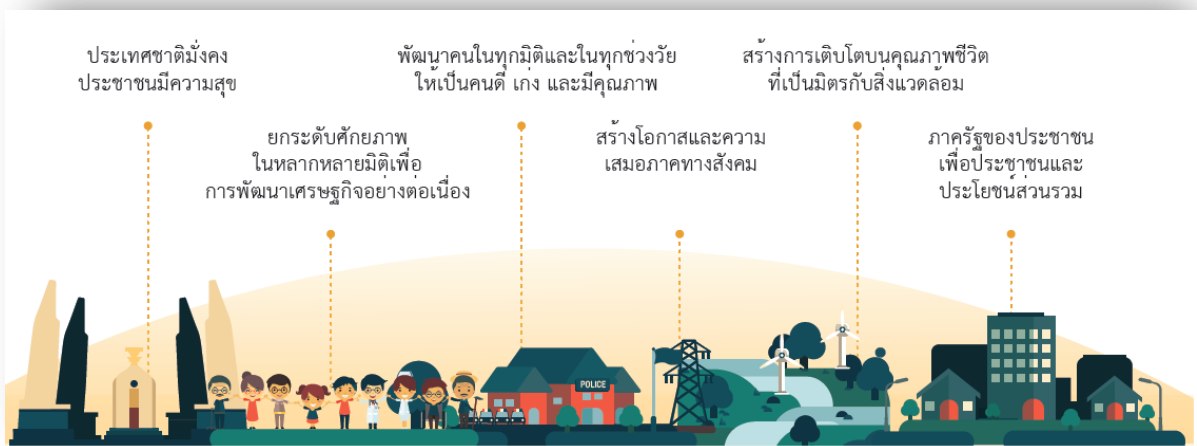 ประเทศชาติมั่งคง
ประชาชนมีความสุข
ยกระดับศักยภาพ
ในหลากหลายมิติเพื่อ
การพัฒนาเศรษฐกิจอย่างต่อเนื่อง
พัฒนาคนในทุกมิติและในทุกช่วงวัย
ให้เป็นคนดี เก่ง และมีคุณภาพ
สร้างโอกาสและความ
เสมอภาคทางสังคม
สร้างการเติบโตบนคุณภาพชีวิต
ที่เป็นมิตรกับสิ่งแวดล้อม
ภาครัฐของประชาชน
เพื่อประชาชนและ
ประโยชน์ส่วนรวม
POLICE